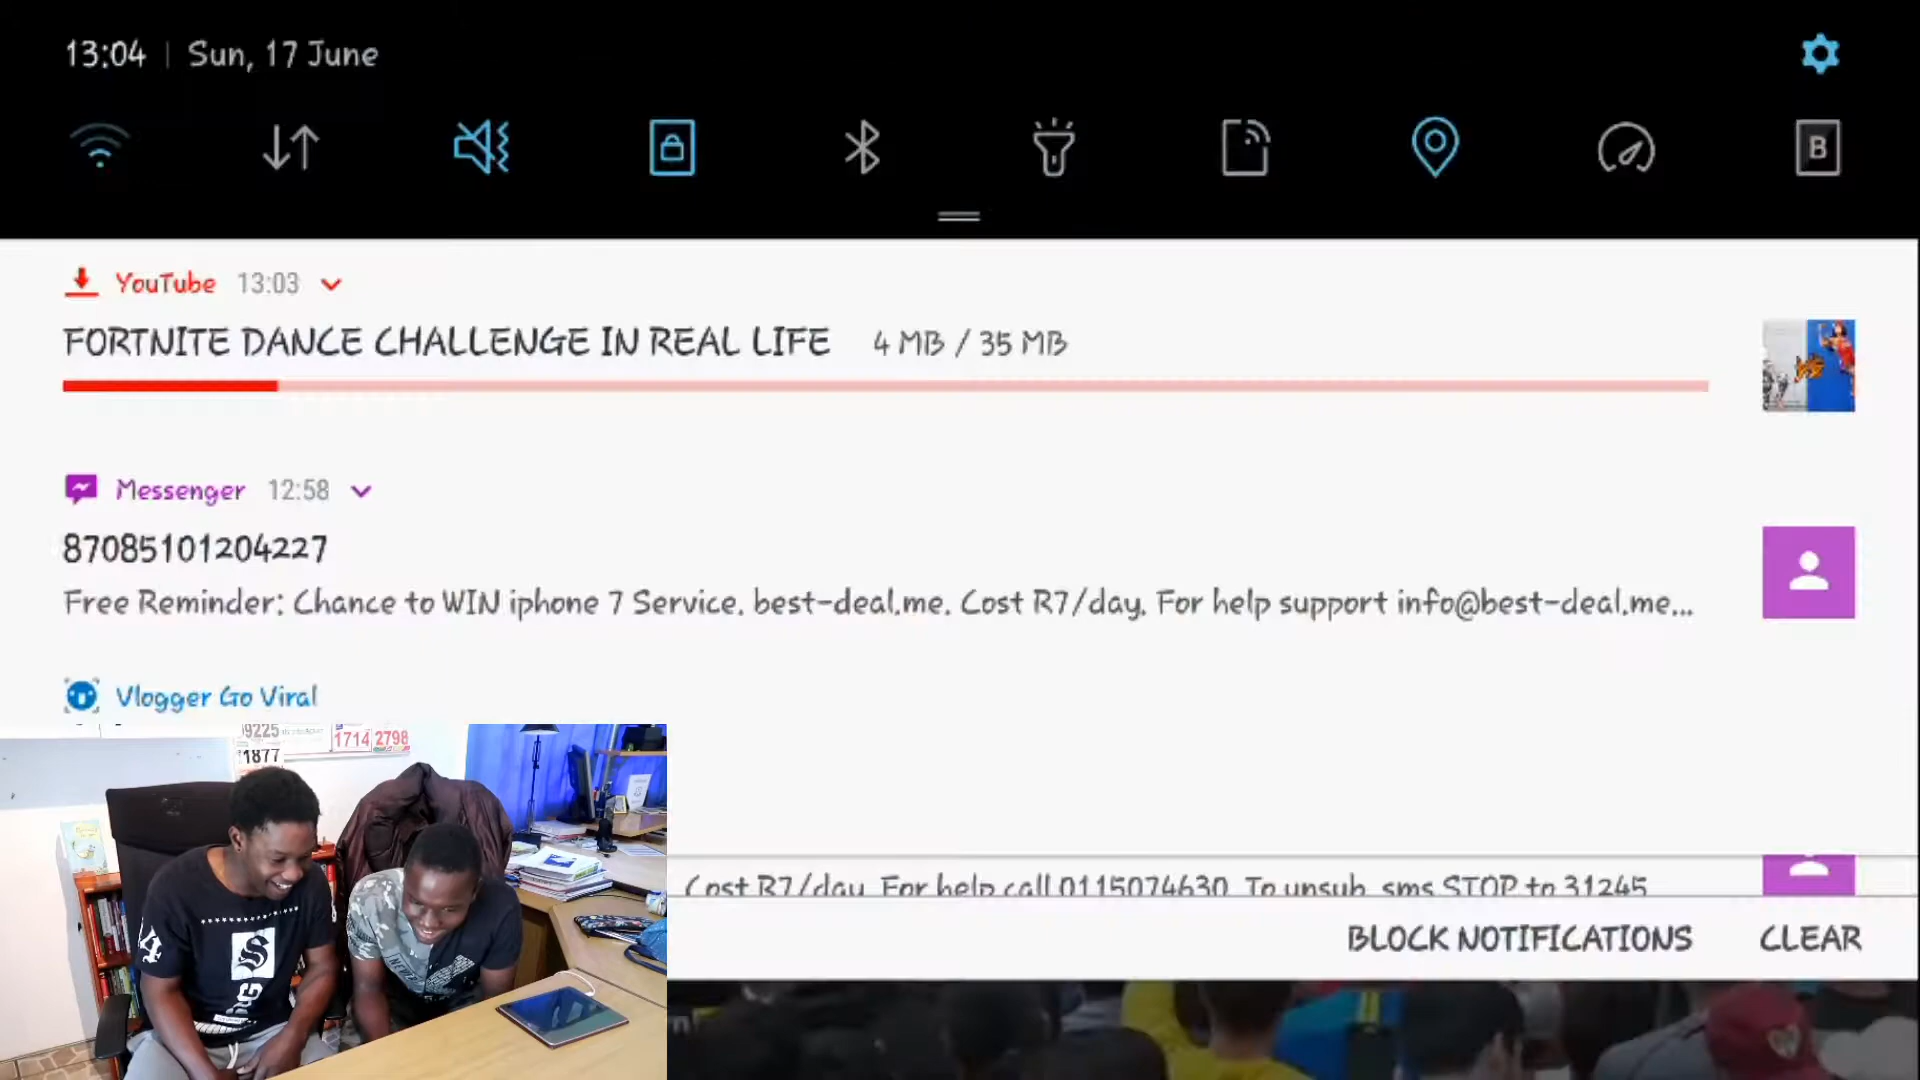 13:04 | Sun, 17 June
B
YouTube 13:03
FORTNITE DANCE CHALLENGE IN REAL LIFE 4 MB / 35 MB
Messenger 12:58
87085101204227
Free Reminder: Chance to WIN iphone 7 Service. best-deal.me. Cost R7/day. For help support info@best-deal.me...
Vlogger Go Viral
09225
1877
1714 2798
S
Cost R7/day. For help call 0115074630. To unsub, sms STOP to 31245
BLOCK NOTIFICATIONS CLEAR